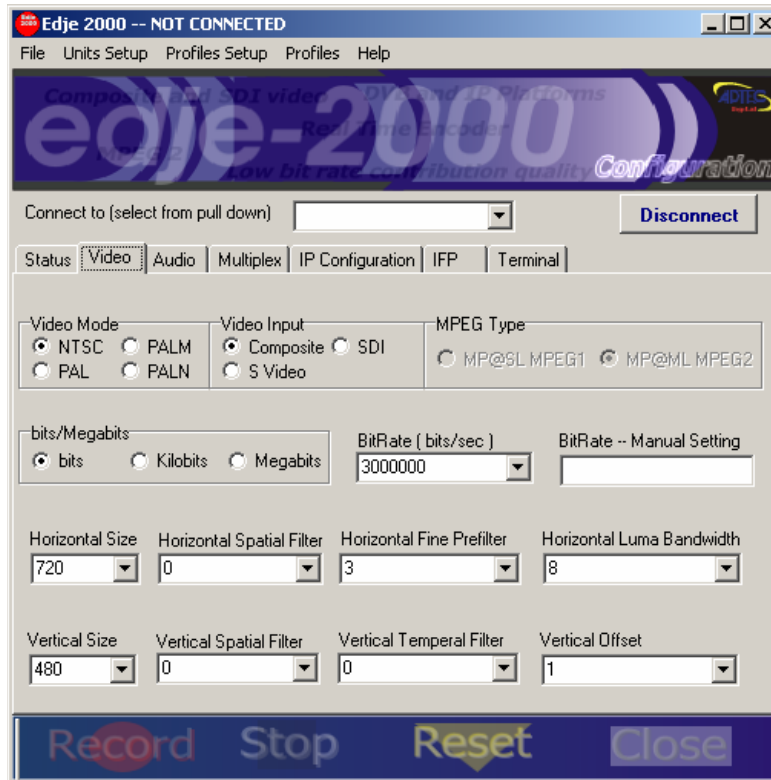 Edje 2000 -- NOT CONNECTED
File Units Setup Profiles Setup Profiles Help
Composite and SDI video DVB and IP Platforms
edje-2000
Real Time Encoder
MPEG 2
Low bit rate contribution quality
Configuration
Connect to (select from pull down)
Disconnect
Status Video Audio Multiplex IP Configuration IFP Terminal
Video Mode Video Input MPEG Type
NTSC PALM Composite SDI MP@SL MPEG1 MP@ML MPEG2
PAL PALN S Video
bits/Megabits BitRate ( bits/sec ) BitRate -- Manual Setting
bits Kilobits Megabits 3000000
Horizontal Size Horizontal Spatial Filter Horizontal Fine Prefilter Horizontal Luma Bandwidth
720 0 3 8
Vertical Size Vertical Spatial Filter Vertical Temperal Filter Vertical Offset
480 0 0 1
Record Stop Reset Close